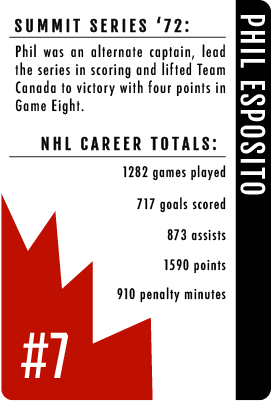 SUMMIT SERIES ‘72:
Phil was an alternate captain, lead
the series in scoring and lifted Team
Canada to victory with four points in
Game Eight.
NHL CAREER TOTALS:
1282 games played
717 goals scored
873 assists
1590 points
910 penalty minutes
#7
PHIL ESPOSITO